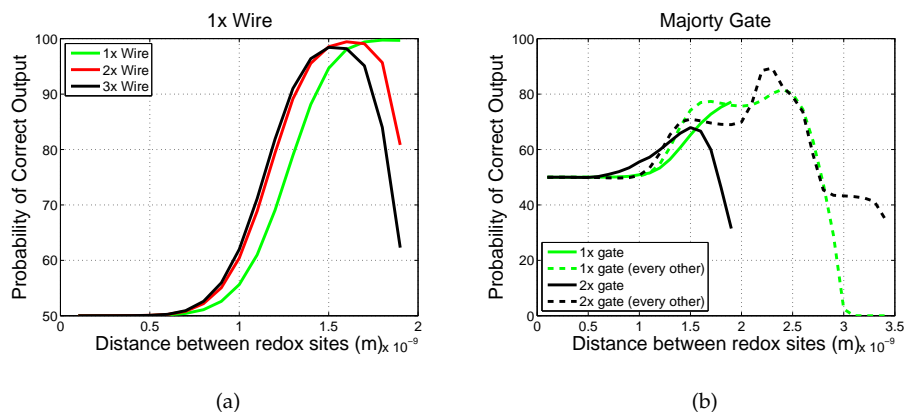 1x Wire
Probability of Correct Output
100
90
80
70
60
50
1x Wire
2x Wire
3x Wire
0
0.5
1
1.5
2
Distance between redox sites (m)
x 10⁻⁹
(a)
Majorty Gate
Probability of Correct Output
100
80
60
40
20
0
1x gate
1x gate (every other)
2x gate
2x gate (every other)
0
0.5
1
1.5
2
2.5
3
3.5
Distance between redox sites (m)
x 10⁻⁹
(b)